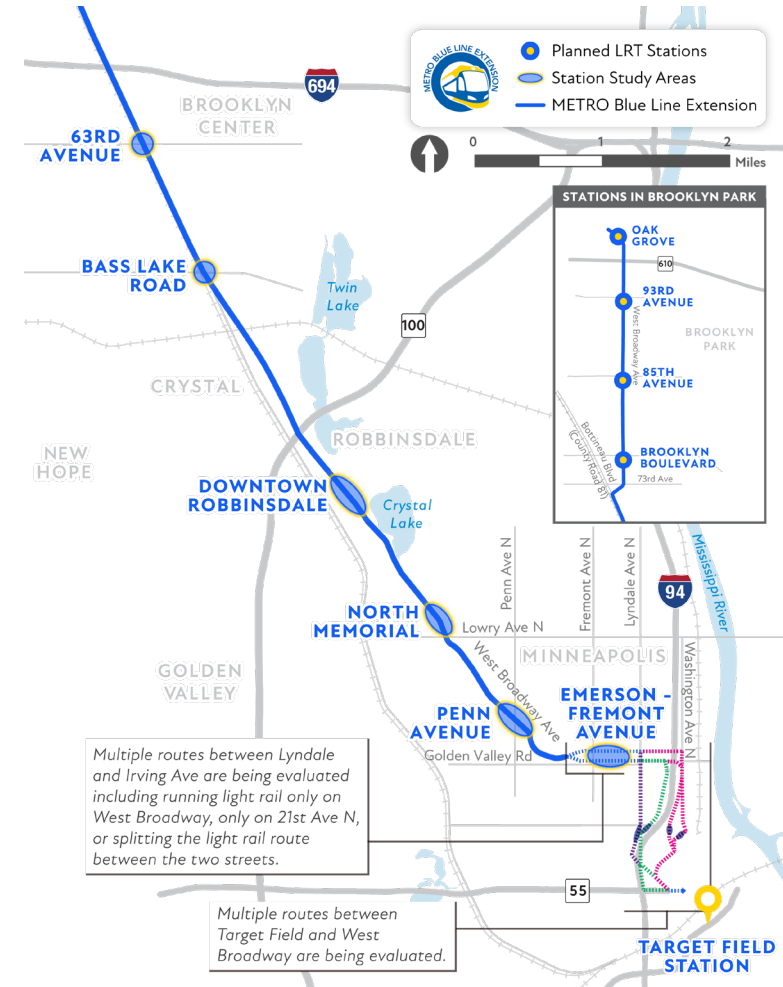 METRO BLUE LINE EXTENSION
Planned LRT Stations
Station Study Areas
METRO Blue Line Extension
694
BROOKLYN
CENTER
63RD
AVENUE
0 1 2
Miles
STATIONS IN BROOKLYN PARK
OAK
GROVE
610
93RD
AVENUE
West Broadway Ave
BROOKLYN
PARK
85TH
AVENUE
Bottineau Blvd
(County Road 81)
BROOKLYN
BOULEVARD
73rd Ave
BASS LAKE
ROAD
Twin
Lake
100
CRYSTAL
ROBBINSDALE
NEW
HOPE
DOWNTOWN
ROBBINSDALE
Crystal
Lake
Penn Ave N
Fremont Ave N
Lyndale Ave N
94
Mississippi River
NORTH
MEMORIAL
Lowry Ave N
West Broadway Ave
MINNEAPOLIS
Washington Ave N
GOLDEN
VALLEY
PENN
AVENUE
EMERSON -
FREMONT
AVENUE
Golden Valley Rd
Multiple routes between Lyndale
and Irving Ave are being evaluated
including running light rail only on
West Broadway, only on 21st Ave N,
or splitting the light rail route
between the two streets.
55
Multiple routes between
Target Field and West
Broadway are being evaluated.
TARGET FIELD
STATION